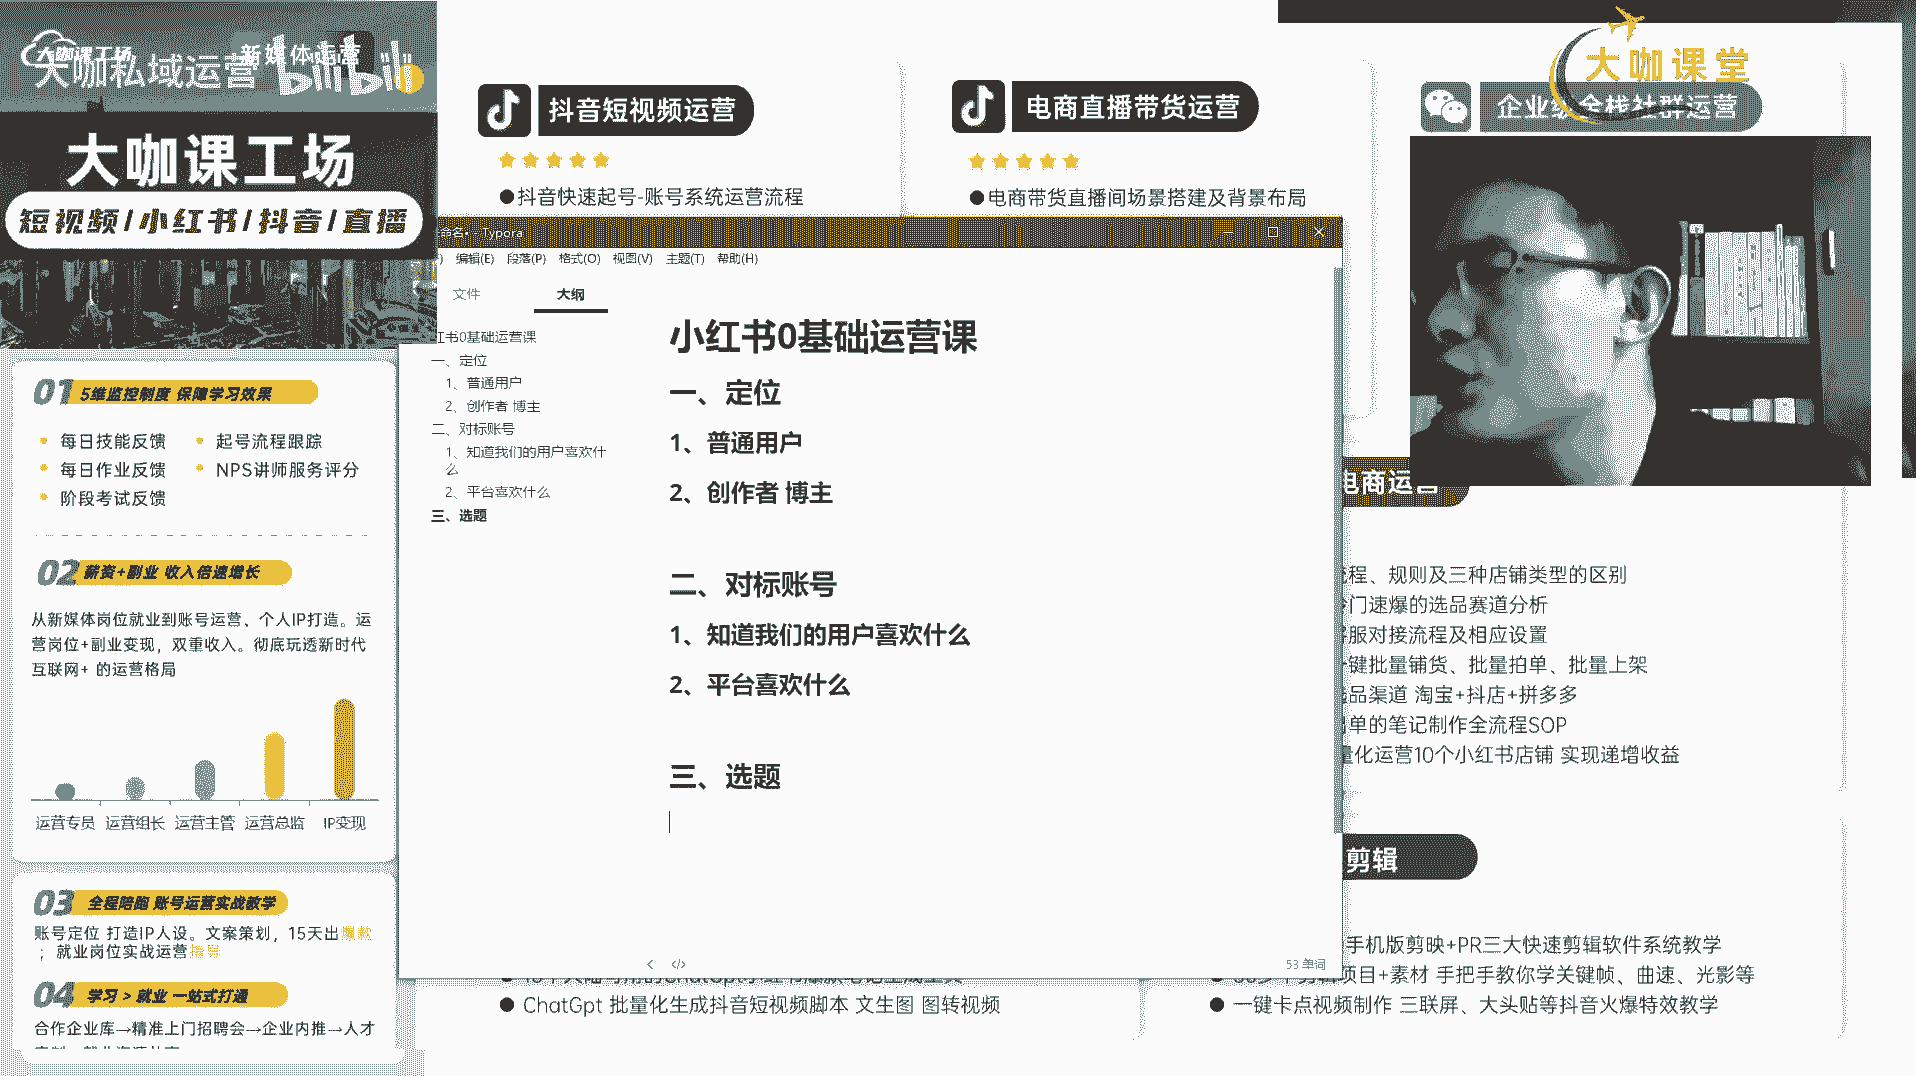 大咖课工场
新媒体运营
大咖私域运营
bilibili
大咖课工场
短视频/小红书/抖音/直播
01 5维监控制度 保障学习效果
每日技能反馈
起号流程跟踪
每日作业反馈
NPS讲师服务评分
阶段考试反馈
02 薪资+副业 收入倍速增长
从新媒体岗位就业到账号运营、个人IP打造。运
营岗位+副业变现，双重收入。彻底玩透新时代
互联网+ 的运营格局
运营专员 运营组长 运营主管 运营总监 IP变现
03 全程陪跑 账号运营实战教学
账号定位 打造IP人设。文案策划，15天出爆款
；就业岗位实战运营指导
04 学习 > 就业 一站式打通
合作企业库→精准上门招聘会→企业内推→人才
抖音短视频运营
●抖音快速起号-账号系统运营流程
电商直播带货运营
●电商带货直播间场景搭建及背景布局
大咖课堂
企业级全栈社群运营
命名• - Typora
编辑(E) 段落(P) 格式(O) 视图(V) 主题(T) 帮助(H)
文件 大纲
红书0基础运营课
一、定位
1、普通用户
2、创作者 博主
二、对标账号
1、知道我们的用户喜欢什
么
2、平台喜欢什么
三、选题
小红书0基础运营课
一、定位
1、普通用户
2、创作者 博主
二、对标账号
1、知道我们的用户喜欢什么
2、平台喜欢什么
三、选题
53 单词
电商运营
程、规则及三种店铺类型的区别
门速爆的选品赛道分析
服对接流程及相应设置
键批量铺货、批量拍单、批量上架
品渠道 淘宝+抖店+拼多多
单的笔记制作全流程SOP
量化运营10个小红书店铺 实现递增收益
剪辑
手机版剪映+PR三大快速剪辑软件系统教学
项目+素材 手把手教你学关键帧、曲速、光影等
● 一键卡点视频制作 三联屏、大头贴等抖音火爆特效教学
● ChatGpt 批量化生成抖音短视频脚本 文生图 图转视频